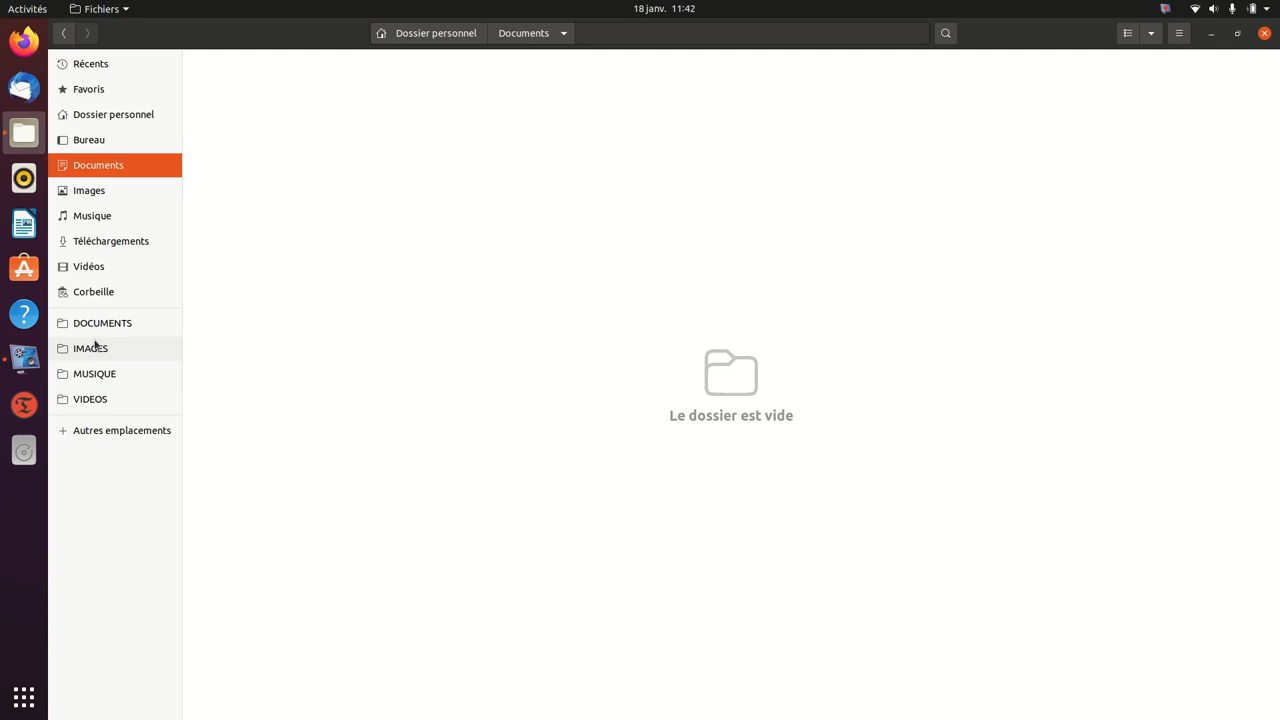 Activités
Fichiers
18 janv. 11:42
Dossier personnel
Documents
Récents
Favoris
Dossier personnel
Bureau
Documents
Images
Musique
Téléchargements
Vidéos
Corbeille
DOCUMENTS
IMAGES
MUSIQUE
VIDEOS
Autres emplacements
Le dossier est vide